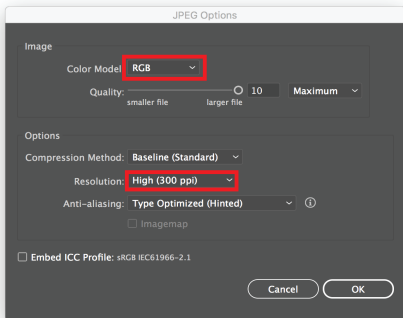 JPEG Options
Image
Color Model: RGB
Quality: 10 Maximum
smaller file larger file
Options
Compression Method: Baseline (Standard)
Resolution: High (300 ppi)
Anti-aliasing: Type Optimized (Hinted)
Imagemap
Embed ICC Profile: sRGB IEC61966-2.1
Cancel OK